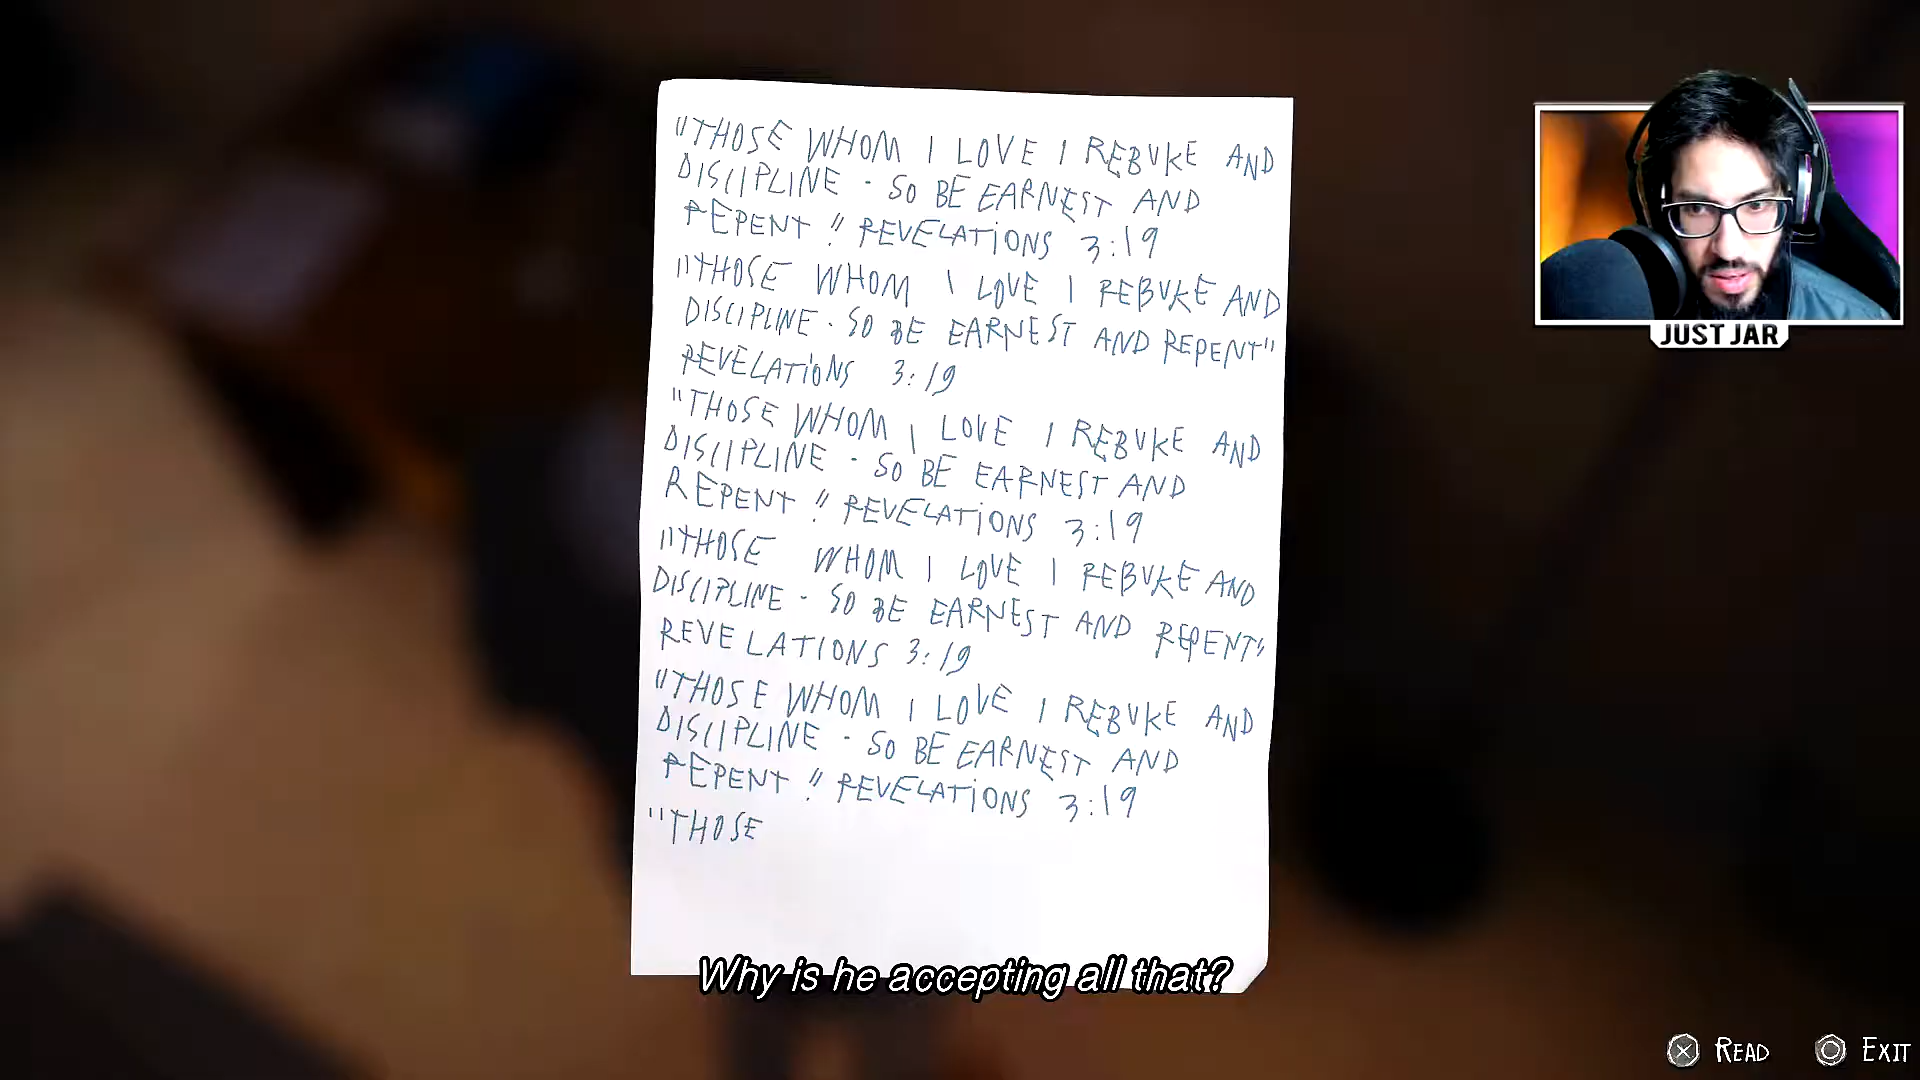 "THOSE WHOM I LOVE I REBUKE AND
DISCIPLINE - SO BE EARNEST AND
REPENT !! REVELATIONS 3:19
"THOSE WHOM I LOVE I REBUKE AND
DISCIPLINE - SO BE EARNEST AND REPENT"
REVELATIONS 3:19
"THOSE WHOM I LOVE I REBUKE AND
DISCIPLINE - SO BE EARNEST AND
REPENT !! REVELATIONS 3:19
"THOSE WHOM I LOVE I REBUKE AND
DISCIPLINE - SO BE EARNEST AND REPENT"
REVELATIONS 3:19
"THOSE WHOM I LOVE I REBUKE AND
DISCIPLINE - SO BE EARNEST AND
REPENT !! REVELATIONS 3:19
"THOSE
Why is he accepting all that?
JUST JAR
READ EXIT